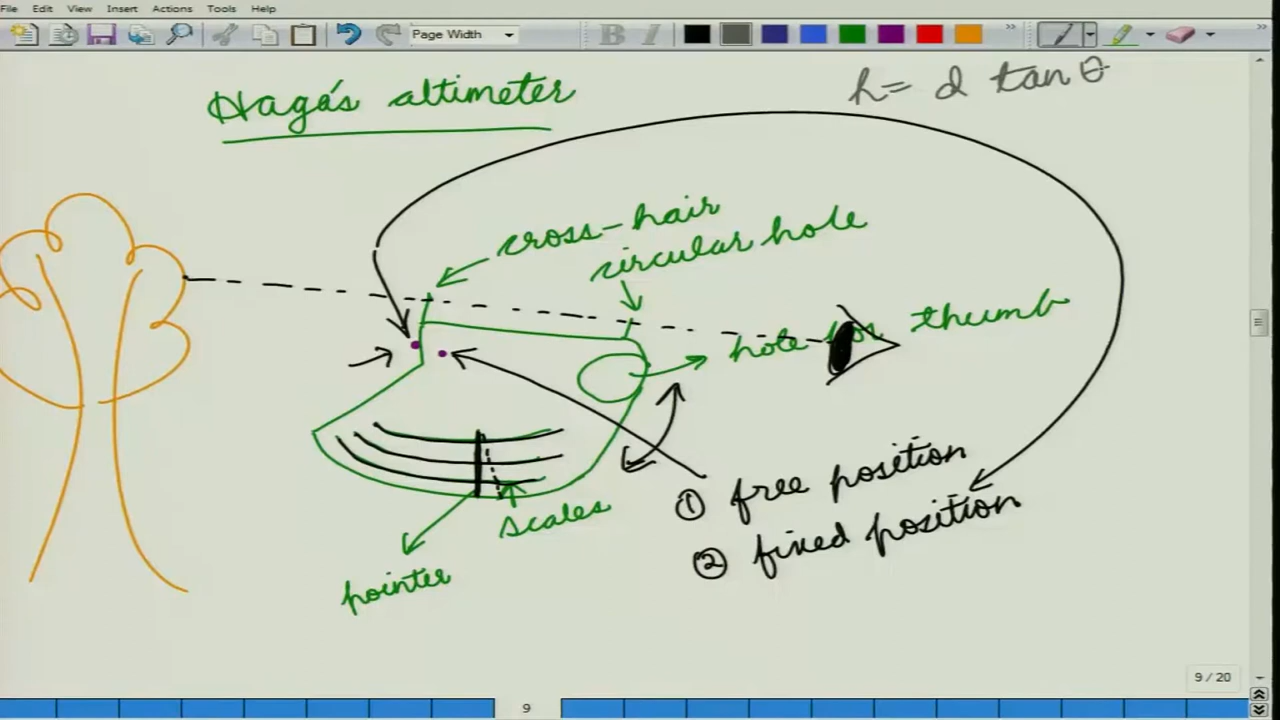 File Edit View Insert Actions Tools Help
Page Width
B I
Haga's altimeter
h = d tan θ
cross-hair
circular hole
hole for thumb
① free position
② fixed position
scales
pointer
9 / 20
9